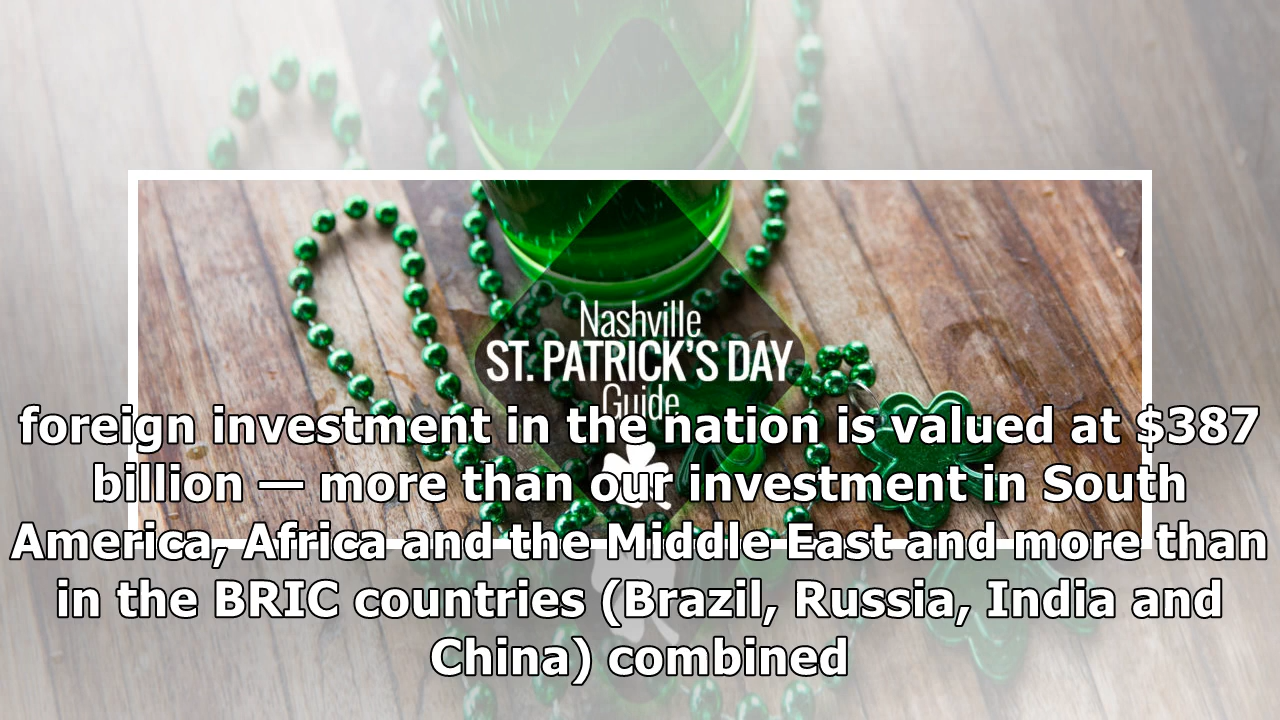 Nashville
ST. PATRICK'S DAY
Guide
foreign investment in the nation is valued at $387
billion — more than our investment in South
America, Africa and the Middle East and more than
in the BRIC countries (Brazil, Russia, India and
China) combined